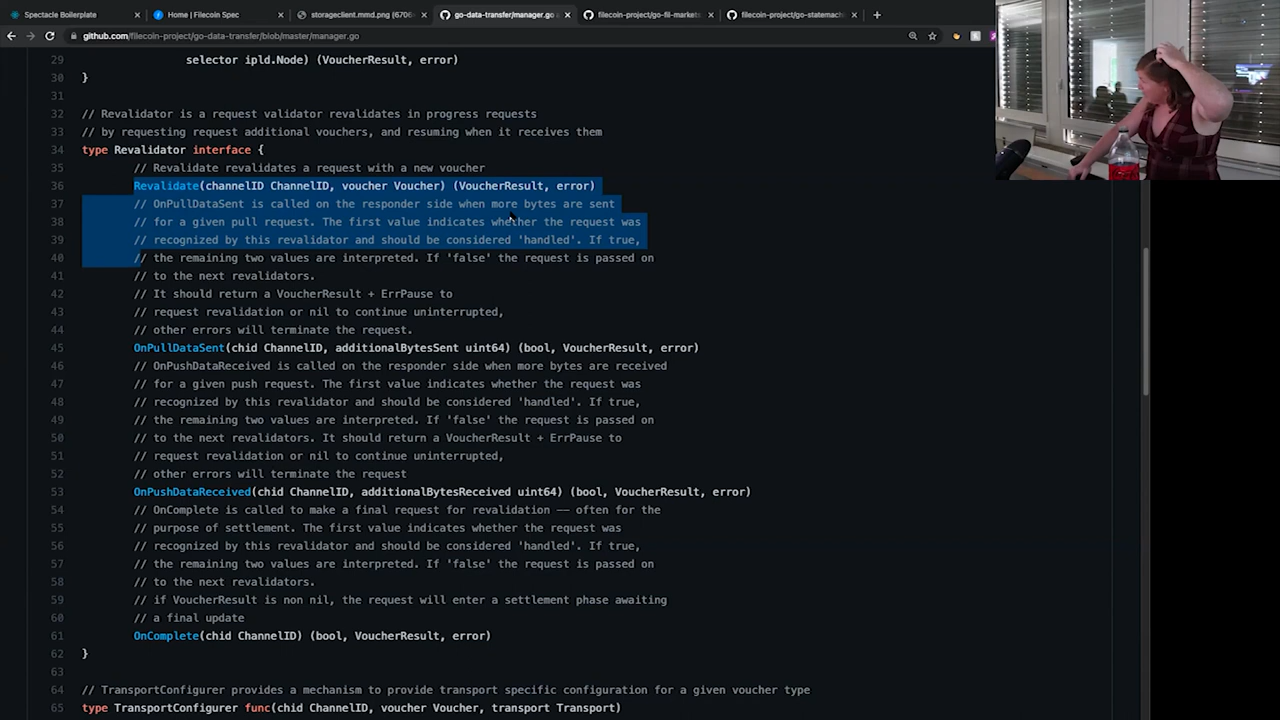 Spectacle Boilerplate
Home | Filecoin Spec
storageclient.mmd.png (6706
go-data-transfer/manager.go
filecoin-project/go-fil-markets
filecoin-project/go-statemach
github.com/filecoin-project/go-data-transfer/blob/master/manager.go
29 selector ipld.Node) (VoucherResult, error)
30 }
31
32 // Revalidator is a request validator revalidates in progress requests
33 // by requesting request additional vouchers, and resuming when it receives them
34 type Revalidator interface {
35 // Revalidate revalidates a request with a new voucher
36 Revalidate(channelID ChannelID, voucher Voucher) (VoucherResult, error)
37 // OnPullDataSent is called on the responder side when more bytes are sent
38 // for a given pull request. The first value indicates whether the request was
39 // recognized by this revalidator and should be considered 'handled'. If true,
40 // the remaining two values are interpreted. If 'false' the request is passed on
41 // to the next revalidators.
42 // It should return a VoucherResult + ErrPause to
43 // request revalidation or nil to continue uninterrupted,
44 // other errors will terminate the request.
45 OnPullDataSent(chid ChannelID, additionalBytesSent uint64) (bool, VoucherResult, error)
46 // OnPushDataReceived is called on the responder side when more bytes are received
47 // for a given push request. The first value indicates whether the request was
48 // recognized by this revalidator and should be considered 'handled'. If true,
49 // the remaining two values are interpreted. If 'false' the request is passed on
50 // to the next revalidators. It should return a VoucherResult + ErrPause to
51 // request revalidation or nil to continue uninterrupted,
52 // other errors will terminate the request
53 OnPushDataReceived(chid ChannelID, additionalBytesReceived uint64) (bool, VoucherResult, error)
54 // OnComplete is called to make a final request for revalidation -- often for the
55 // purpose of settlement. The first value indicates whether the request was
56 // recognized by this revalidator and should be considered 'handled'. If true,
57 // the remaining two values are interpreted. If 'false' the request is passed on
58 // to the next revalidators.
59 // if VoucherResult is non nil, the request will enter a settlement phase awaiting
60 // a final update
61 OnComplete(chid ChannelID) (bool, VoucherResult, error)
62 }
63
64 // TransportConfigurer provides a mechanism to provide transport specific configuration for a given voucher type
65 type TransportConfigurer func(chid ChannelID, voucher Voucher, transport Transport)